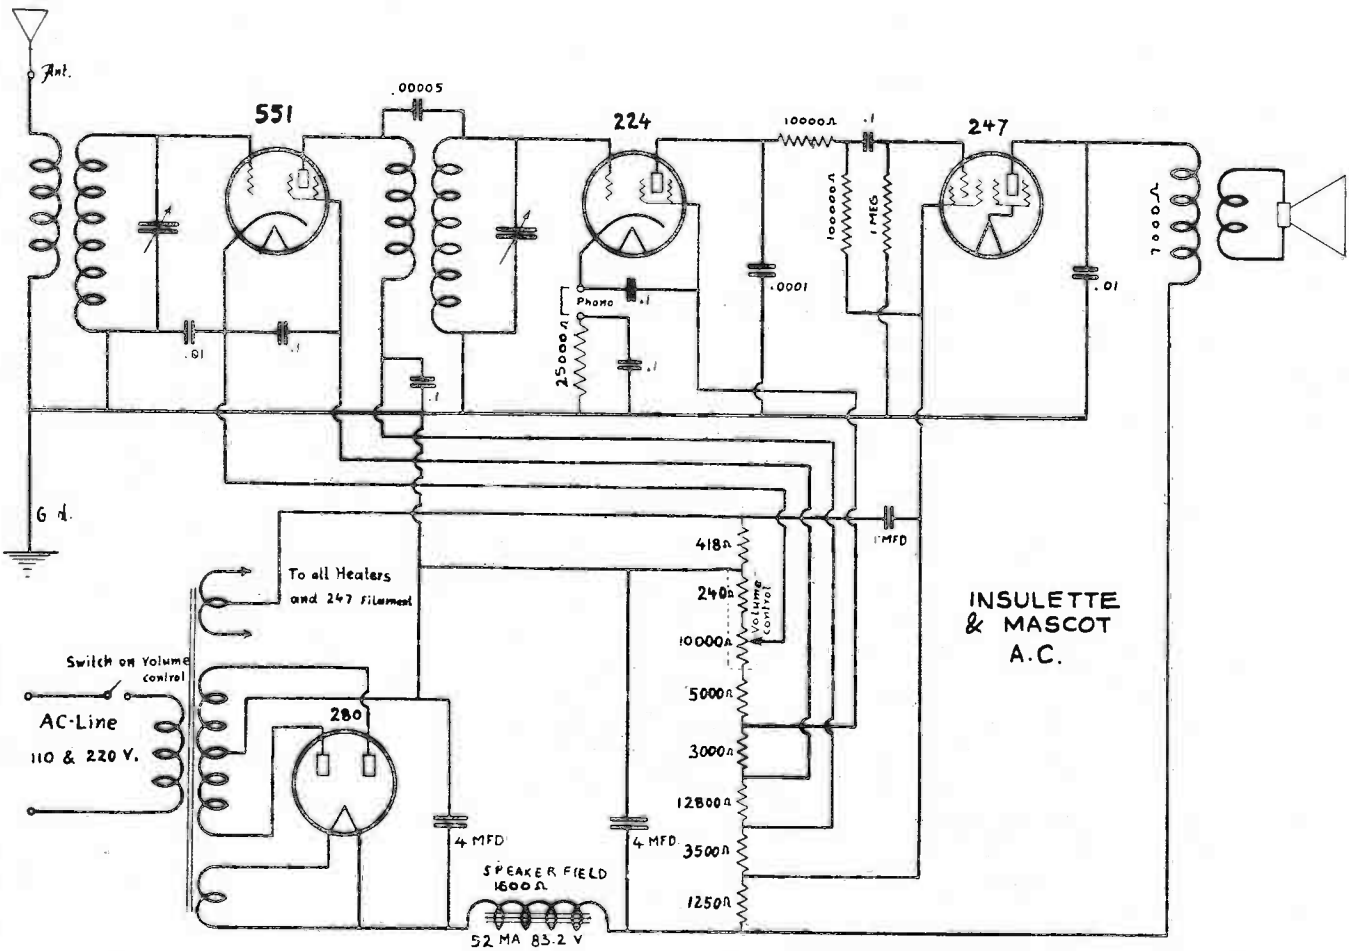 Ant.
551
.00005
224
10000Ω
.1
247
100000Ω
1 MEG
7000Ω
.01
.1
Phono
.1
.0001
.01
25000Ω
.1
.1
G d.
1 MFD
418Ω
To all Heaters
and 247 Filament
240Ω
Volume
control
10000Ω
INSULETTE
& MASCOT
A.C.
Switch on Volume
control
5000Ω
AC-Line
110 & 220 V.
280
3000Ω
12800Ω
4 MFD
4 MFD.
3500Ω
SPEAKER FIELD
1600Ω
1250Ω
52 MA 83.2 V